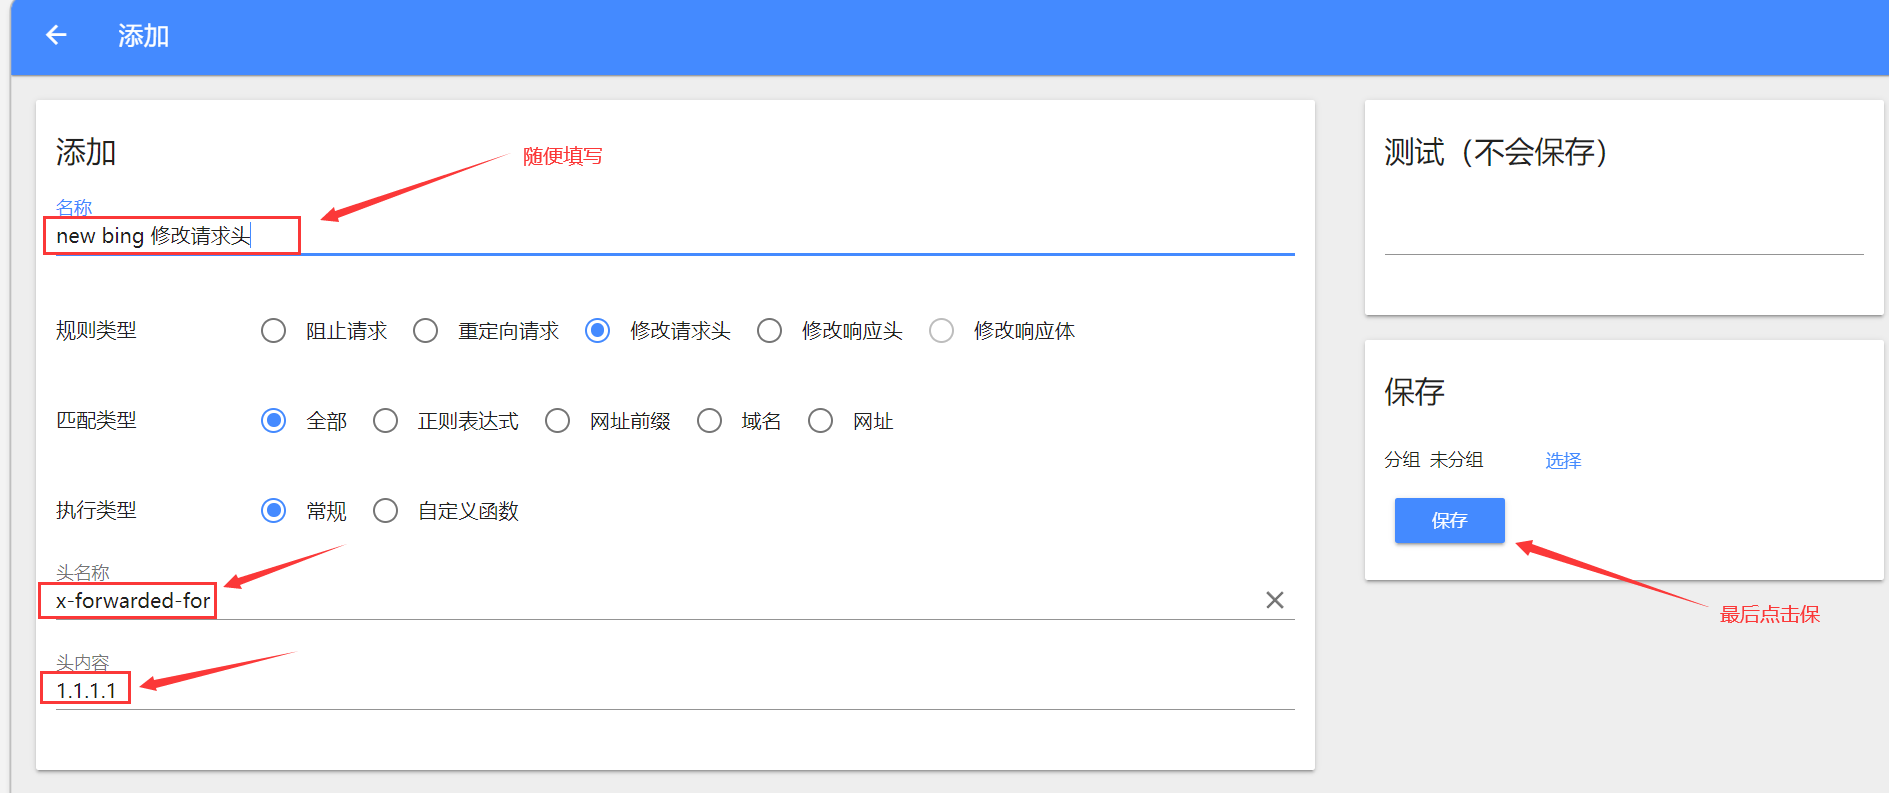 添加
添加
随便填写
名称
new bing 修改请求头
规则类型 阻止请求 重定向请求 修改请求头 修改响应头 修改响应体
匹配类型 全部 正则表达式 网址前缀 域名 网址
执行类型 常规 自定义函数
头名称
x-forwarded-for
头内容
1.1.1.1
测试（不会保存）
保存
分组 未分组 选择
保存
最后点击保